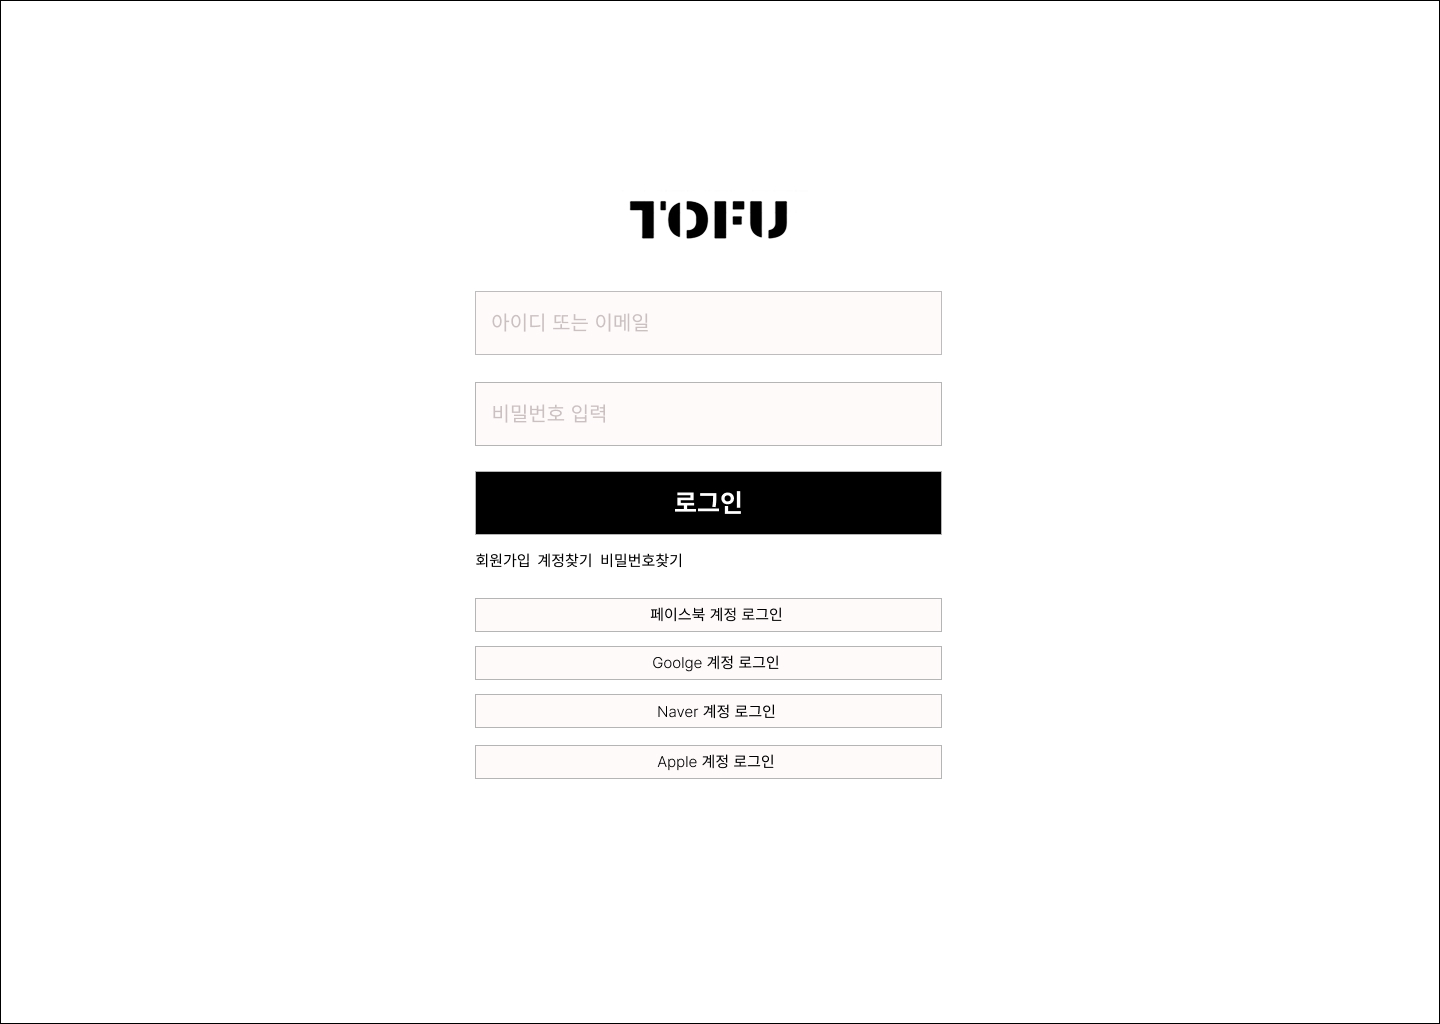 TOFU
아이디 또는 이메일
비밀번호 입력
로그인
회원가입 계정찾기 비밀번호찾기
페이스북 계정 로그인
Goolge 계정 로그인
Naver 계정 로그인
Apple 계정 로그인